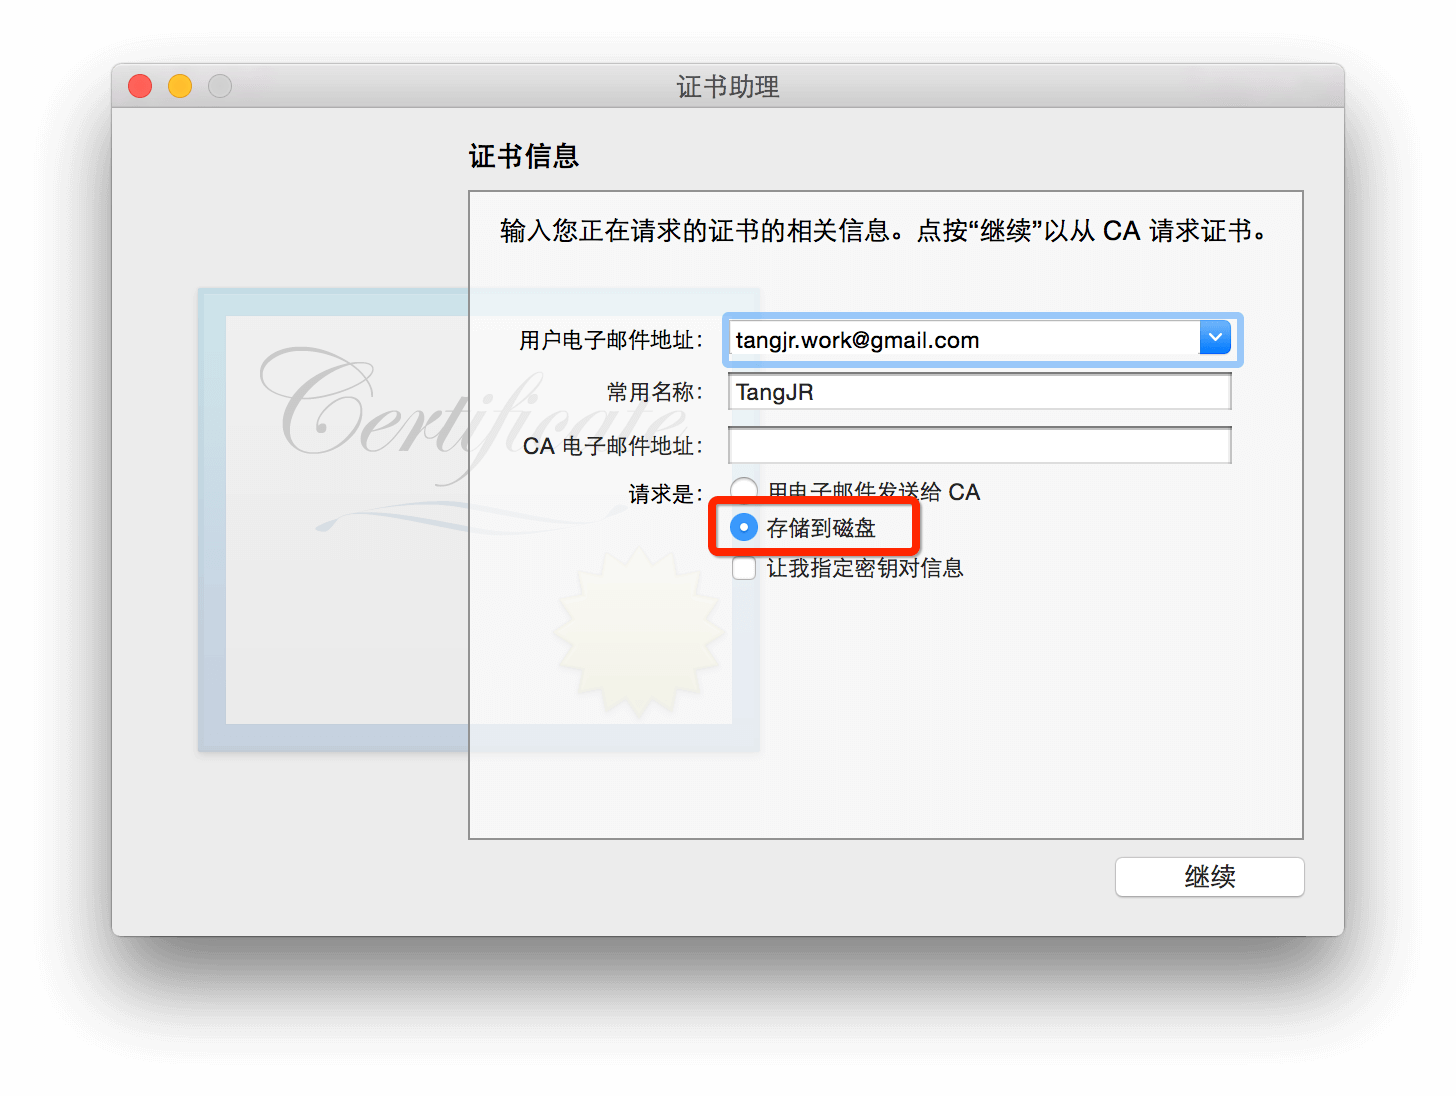 证书助理
证书信息
输入您正在请求的证书的相关信息。点按“继续”以从 CA 请求证书。
Certificate
用户电子邮件地址： tangjr.work@gmail.com
常用名称： TangJR
CA 电子邮件地址：
请求是： 用电子邮件发送给 CA
存储到磁盘
让我指定密钥对信息
继续